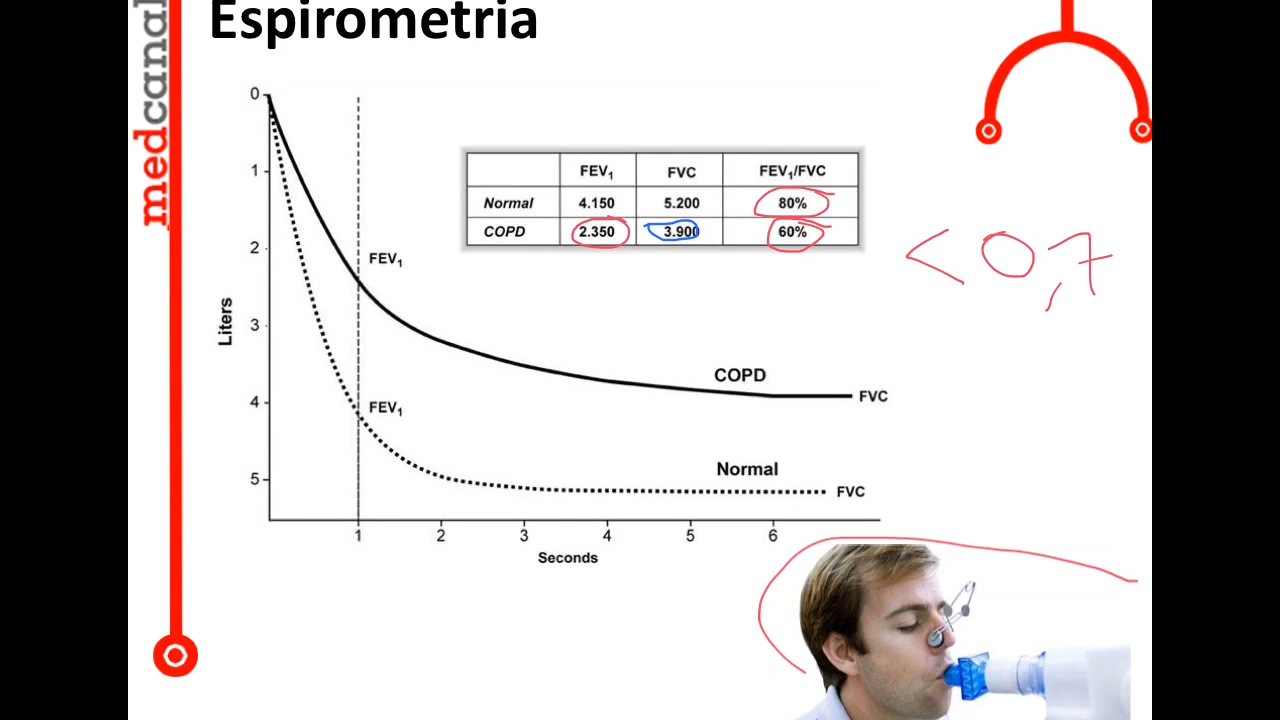 Espirometria
medcanal
0
1
2
3
4
5
Liters
FEV1 FVC FEV1/FVC
Normal 4.150 5.200 80%
COPD 2.350 3.900 60%
<0,7
FEV1
COPD
FVC
FEV1
Normal
FVC
1 2 3 4 5 6
Seconds